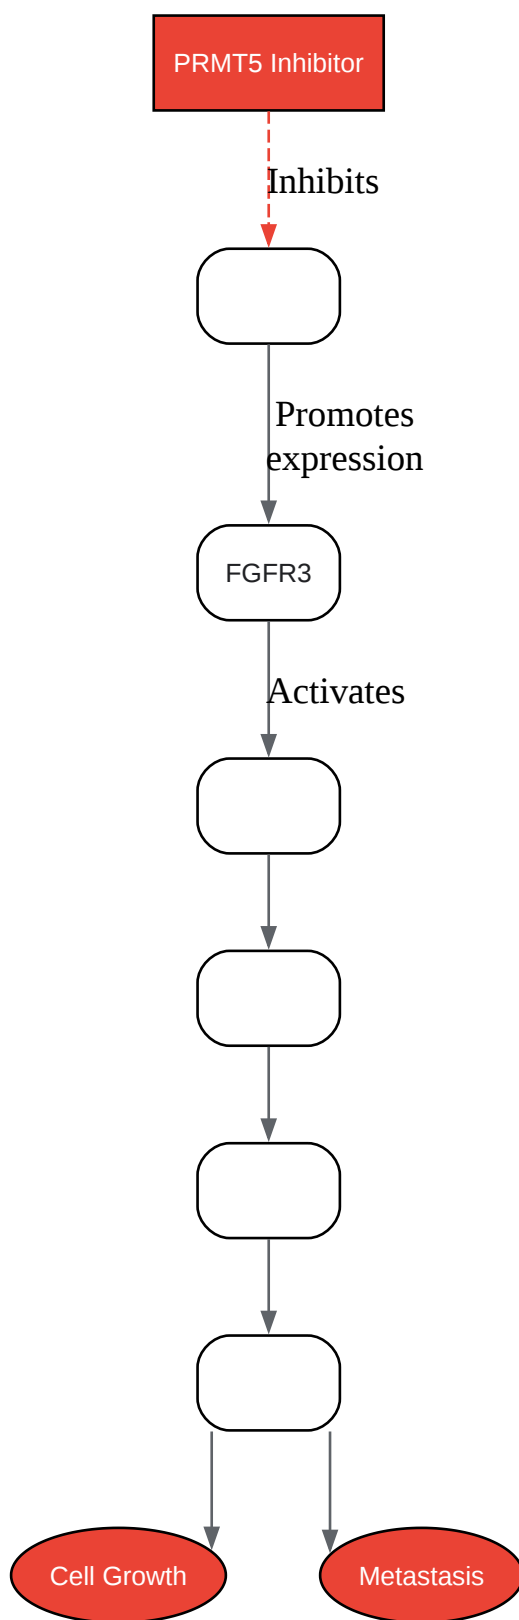 PRMT5 Inhibitor
Inhibits
Promotes
expression
FGFR3
Activates
Cell Growth
Metastasis